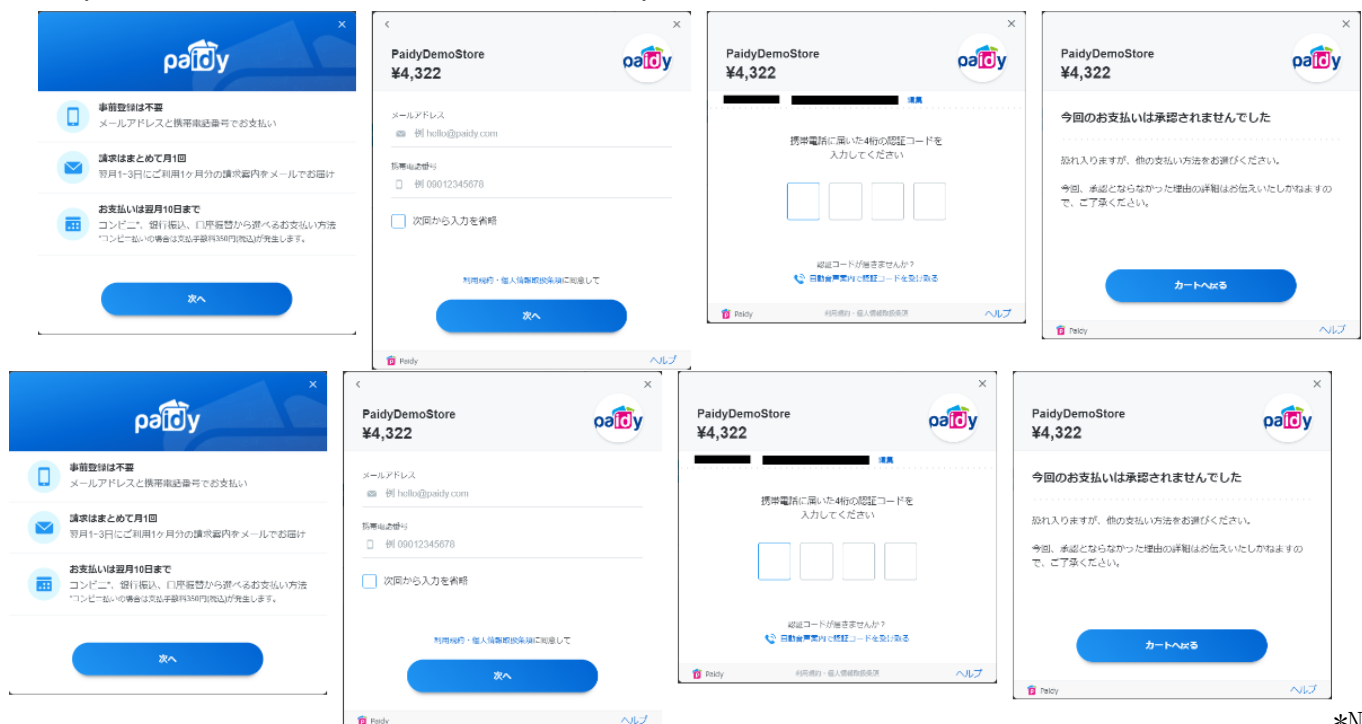 paidy
事前登録は不要
メールアドレスと携帯電話番号でお支払い
請求はまとめて月1回
翌月1-3日にご利用1ヶ月分の請求案内をメールでお届け
お支払いは翌月10日まで
コンビニ*、銀行振込、口座振替から選べるお支払い方法
*コンビニ払いの場合は支払手数料350円(税込)が発生します。
次へ
PaidyDemoStore
¥4,322
paidy
メールアドレス
例 hello@paidy.com
携帯電話番号
例 09012345678
次回から入力を省略
利用規約・個人情報取扱条項に同意して
次へ
Paidy
ヘルプ
PaidyDemoStore
¥4,322
paidy
携帯電話に届いた4桁の認証コードを
入力してください
認証コードが届きませんか?
自動音声案内で認証コードを受け取る
Paidy
利用規約・個人情報取扱条項
ヘルプ
PaidyDemoStore
¥4,322
paidy
今回のお支払いは承認されませんでした
恐れ入りますが、他の支払い方法をお選びください。
今回、承認とならなかった理由の詳細はお伝えいたしかねますの
で、ご了承ください。
カートへ戻る
Paidy
ヘルプ
paidy
事前登録は不要
メールアドレスと携帯電話番号でお支払い
請求はまとめて月1回
翌月1-3日にご利用1ヶ月分の請求案内をメールでお届け
お支払いは翌月10日まで
コンビニ*、銀行振込、口座振替から選べるお支払い方法
*コンビニ払いの場合は支払手数料350円(税込)が発生します。
次へ
PaidyDemoStore
¥4,322
paidy
メールアドレス
例 hello@paidy.com
携帯電話番号
例 09012345678
次回から入力を省略
利用規約・個人情報取扱条項に同意して
次へ
Paidy
ヘルプ
PaidyDemoStore
¥4,322
paidy
携帯電話に届いた4桁の認証コードを
入力してください
認証コードが届きませんか?
自動音声案内で認証コードを受け取る
Paidy
利用規約・個人情報取扱条項
ヘルプ
PaidyDemoStore
¥4,322
paidy
今回のお支払いは承認されませんでした
恐れ入りますが、他の支払い方法をお選びください。
今回、承認とならなかった理由の詳細はお伝えいたしかねますの
で、ご了承ください。
カートへ戻る
Paidy
ヘルプ
*N